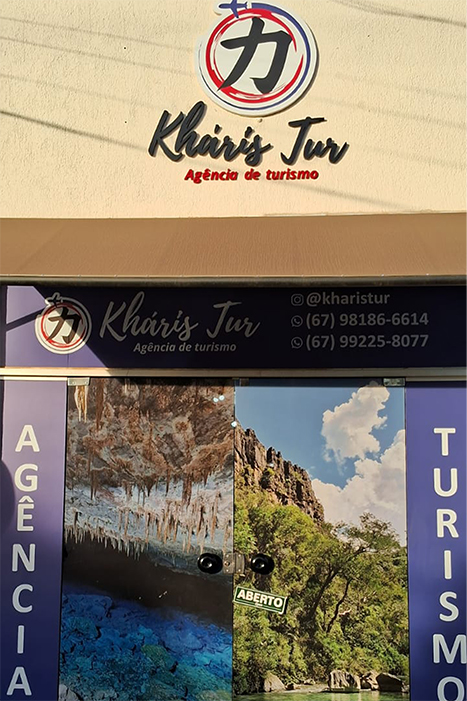 力
Kháris Tur
Agência de turismo
力
Kháris Tur
Agência de turismo
@kharistur
(67) 98186-6614
(67) 99225-8077
AGÊNCIA
TURISMO
ABERTO